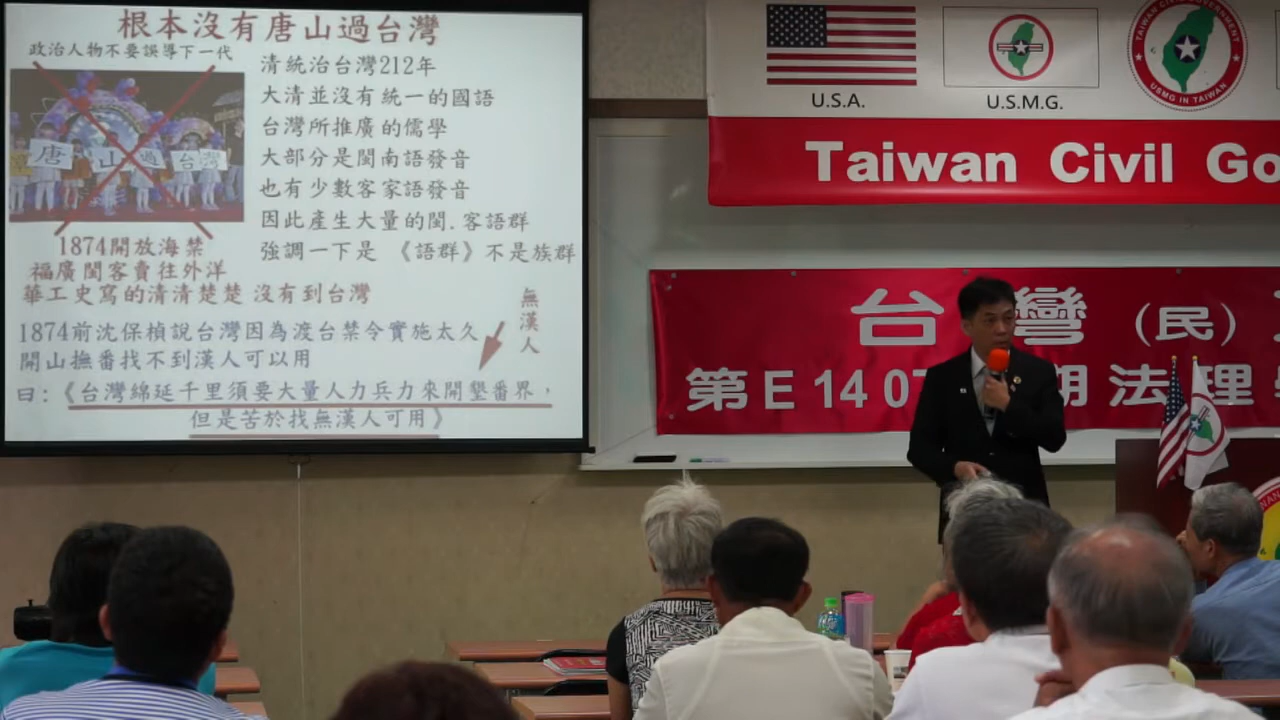 根本沒有唐山過台灣
政治人物不要誤導下一代
唐山過台灣
清統治台灣212年
大清並沒有統一的國語
台灣所推廣的儒學
大部分是閩南語發音
也有少數客家語發音
因此產生大量的閩.客語群
強調一下是《語群》不是族群
1874開放海禁
福廣閩客賣往外洋
華工史寫的清清楚楚 沒有到台灣
無漢人
1874前沈保楨說台灣因為渡台禁令實施太久
開山撫番找不到漢人可以用
曰:《台灣綿延千里須要大量人力兵力來開墾番界,
但是苦於找無漢人可用》
U.S.A.
U.S.M.G.
TAIWAN CIVIL GOVERNMENT
USMG IN TAIWAN
Taiwan Civil Go
台灣(民)
第E14 07 期法理